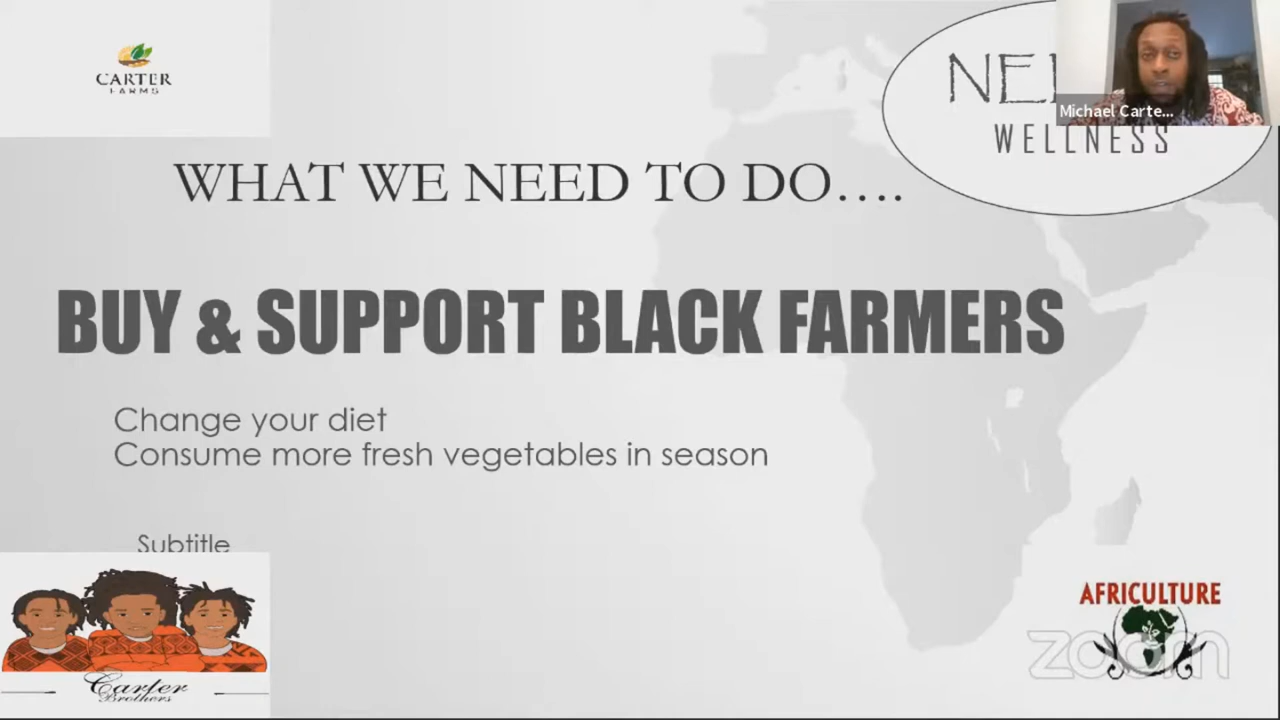 CARTER
FARMS
WELLNESS
Michael Carte...
WHAT WE NEED TO DO....
BUY & SUPPORT BLACK FARMERS
Change your diet
Consume more fresh vegetables in season
Subtitle
Carter
Brothers
AFRICULTURE
zoom